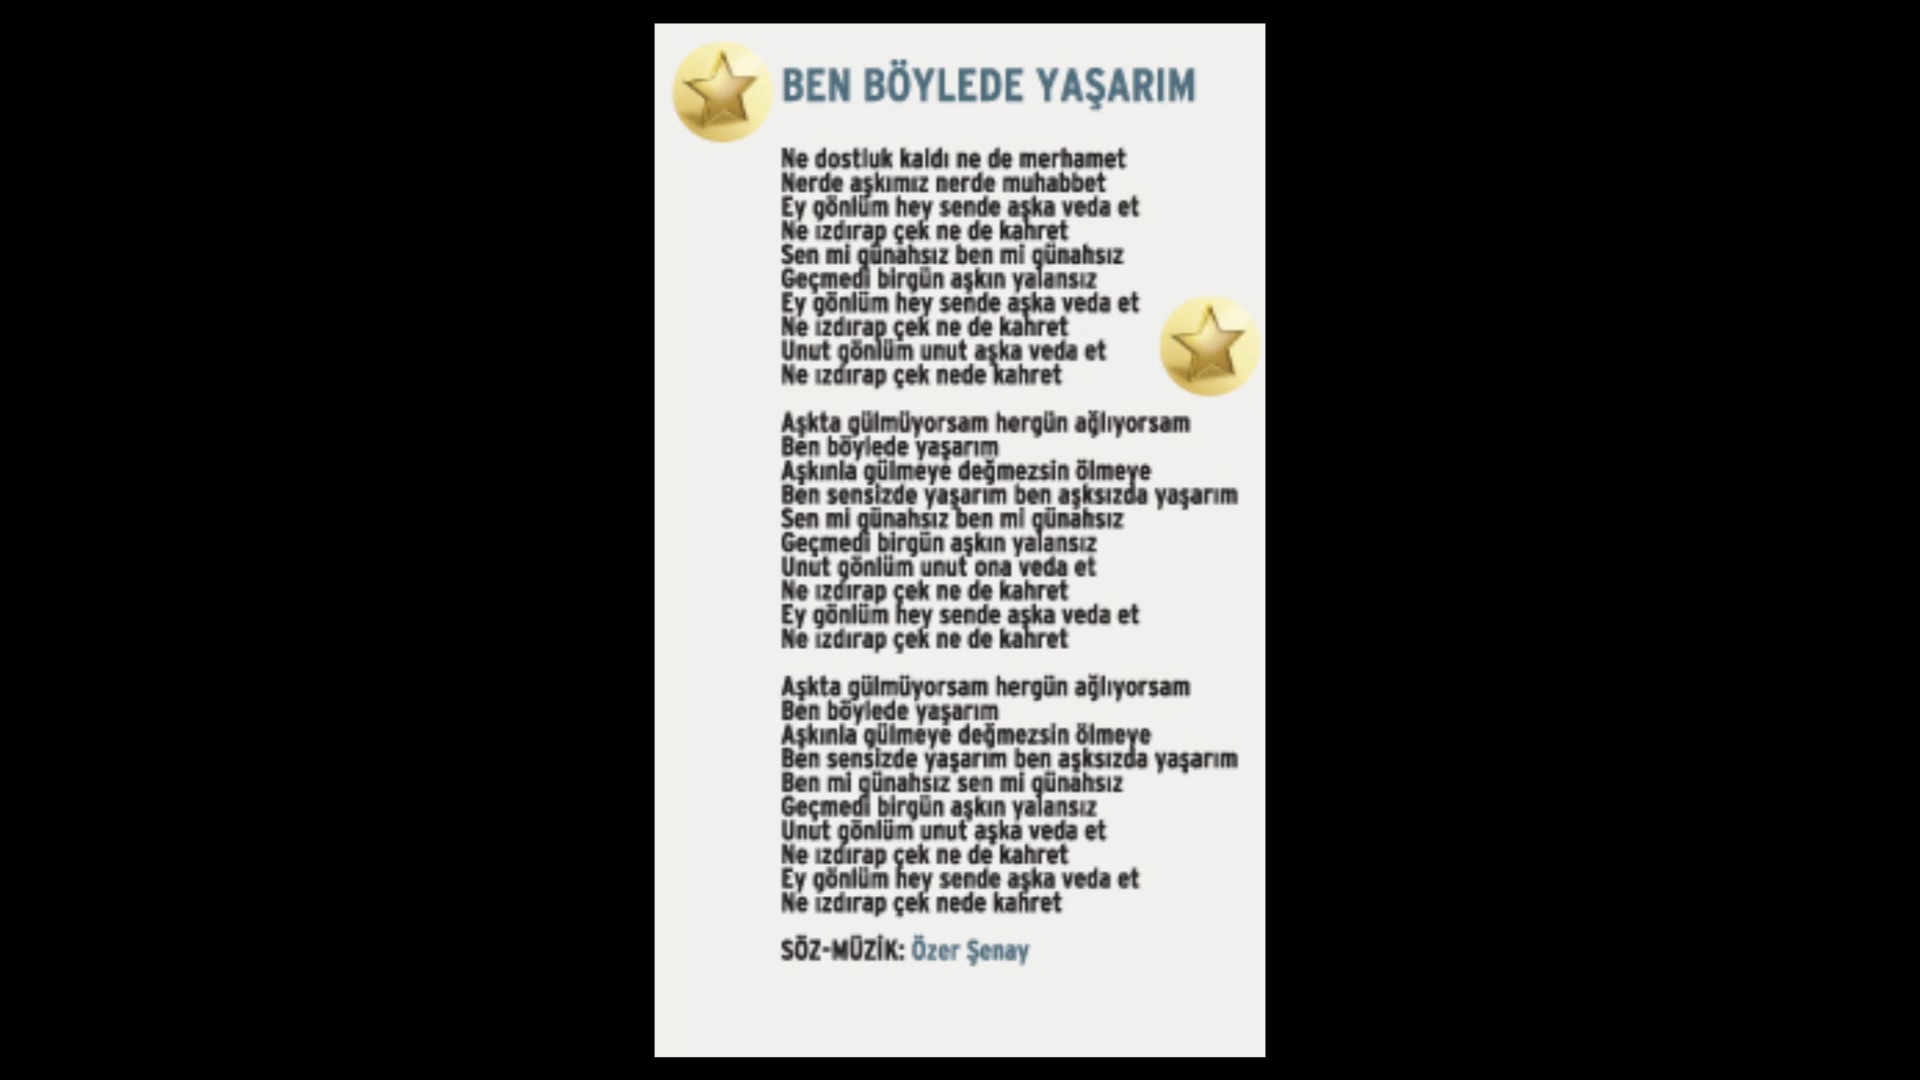 BEN BÖYLEDE YAŞARIM
Ne dostluk kaldı ne de merhamet
Nerde aşkımız nerde muhabbet
Ey gönlüm hey sende aşka veda et
Ne ızdırap çek ne de kahret
Sen mi günahsız ben mi günahsız
Geçmedi birgün aşkın yalansız
Ey gönlüm hey sende aşka veda et
Ne ızdırap çek ne de kahret
Unut gönlüm unut aşka veda et
Ne ızdırap çek nede kahret
Aşkta gülmüyorsam hergün ağlıyorsam
Ben böylede yaşarım
Aşkınla gülmeye değmezsin ölmeye
Ben sensizde yaşarım ben aşksızda yaşarım
Sen mi günahsız ben mi günahsız
Geçmedi birgün aşkın yalansız
Unut gönlüm unut ona veda et
Ne ızdırap çek ne de kahret
Ey gönlüm hey sende aşka veda et
Ne ızdırap çek ne de kahret
Aşkta gülmüyorsam hergün ağlıyorsam
Ben böylede yaşarım
Aşkınla gülmeye değmezsin ölmeye
Ben sensizde yaşarım ben aşksızda yaşarım
Ben mi günahsız sen mi günahsız
Geçmedi birgün aşkın yalansız
Unut gönlüm unut aşka veda et
Ne ızdırap çek ne de kahret
Ey gönlüm hey sende aşka veda et
Ne ızdırap çek nede kahret
SÖZ-MÜZİK: Özer Şenay